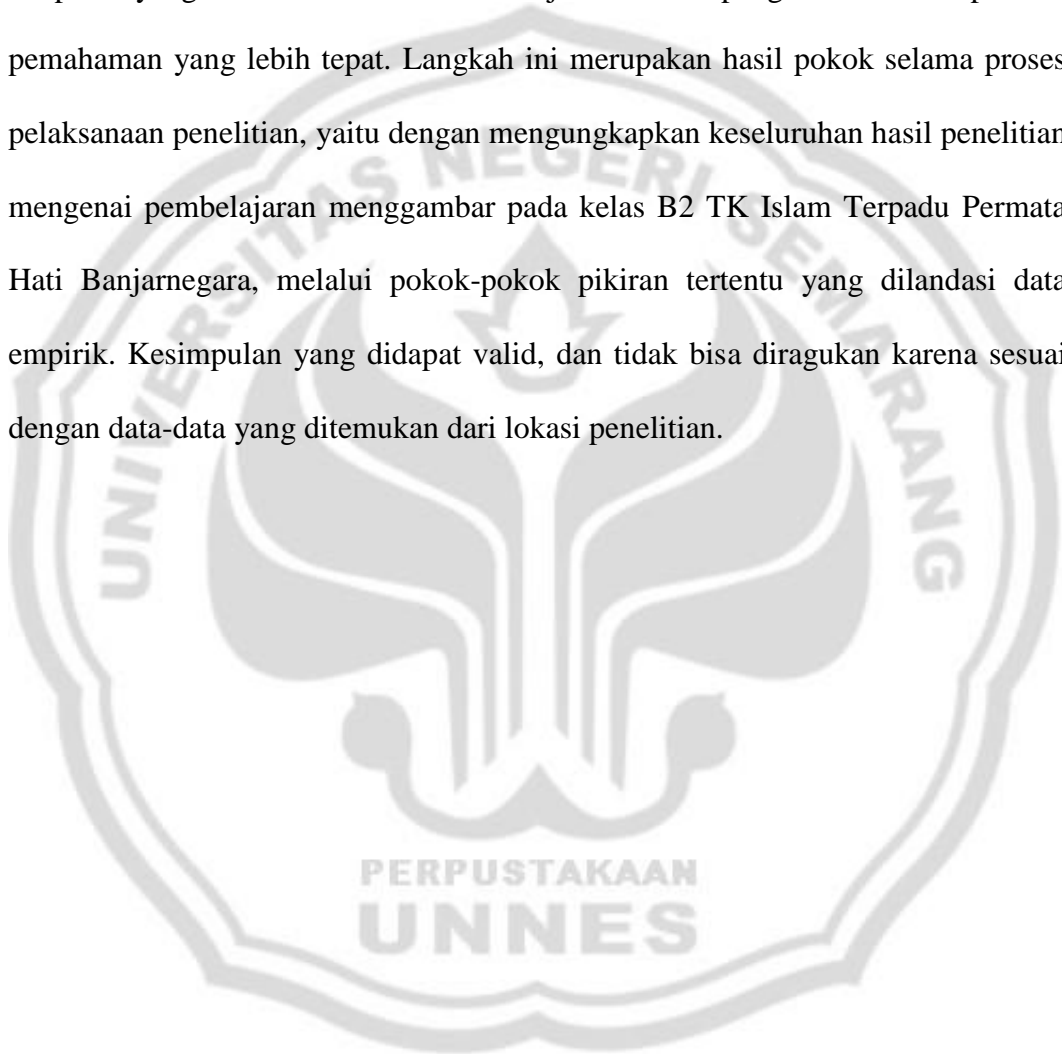 pemahaman yang lebih tepat. Langkah ini merupakan hasil pokok selama proses
pelaksanaan penelitian, yaitu dengan mengungkapkan keseluruhan hasil penelitian
mengenai pembelajaran menggambar pada kelas B2 TK Islam Terpadu Permata
Hati Banjarnegara, melalui pokok-pokok pikiran tertentu yang dilandasi data
empirik. Kesimpulan yang didapat valid, dan tidak bisa diragukan karena sesuai
dengan data-data yang ditemukan dari lokasi penelitian.
UNIVERSITAS NEGERI SEMARANG
PERPUSTAKAAN
UNNES